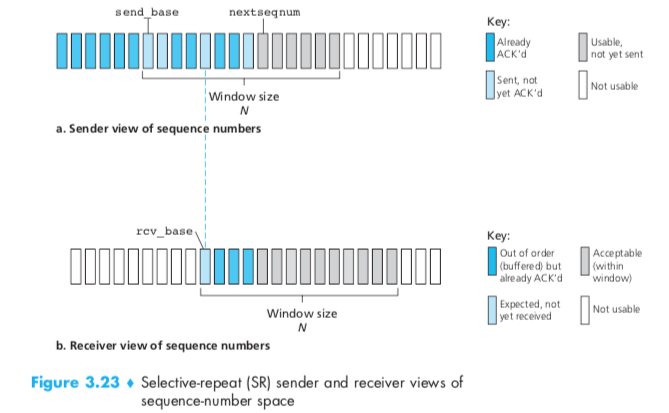 send_base
nextseqnum
Key:
Already
ACK'd
Usable,
not yet sent
Sent, not
yet ACK'd
Not usable
Window size
N
a. Sender view of sequence numbers
rcv_base
Key:
Out of order
(buffered) but
already ACK'd
Acceptable
(within
window)
Expected, not
yet received
Not usable
Window size
N
b. Receiver view of sequence numbers
Figure 3.23 ♦ Selective-repeat (SR) sender and receiver views of
sequence-number space